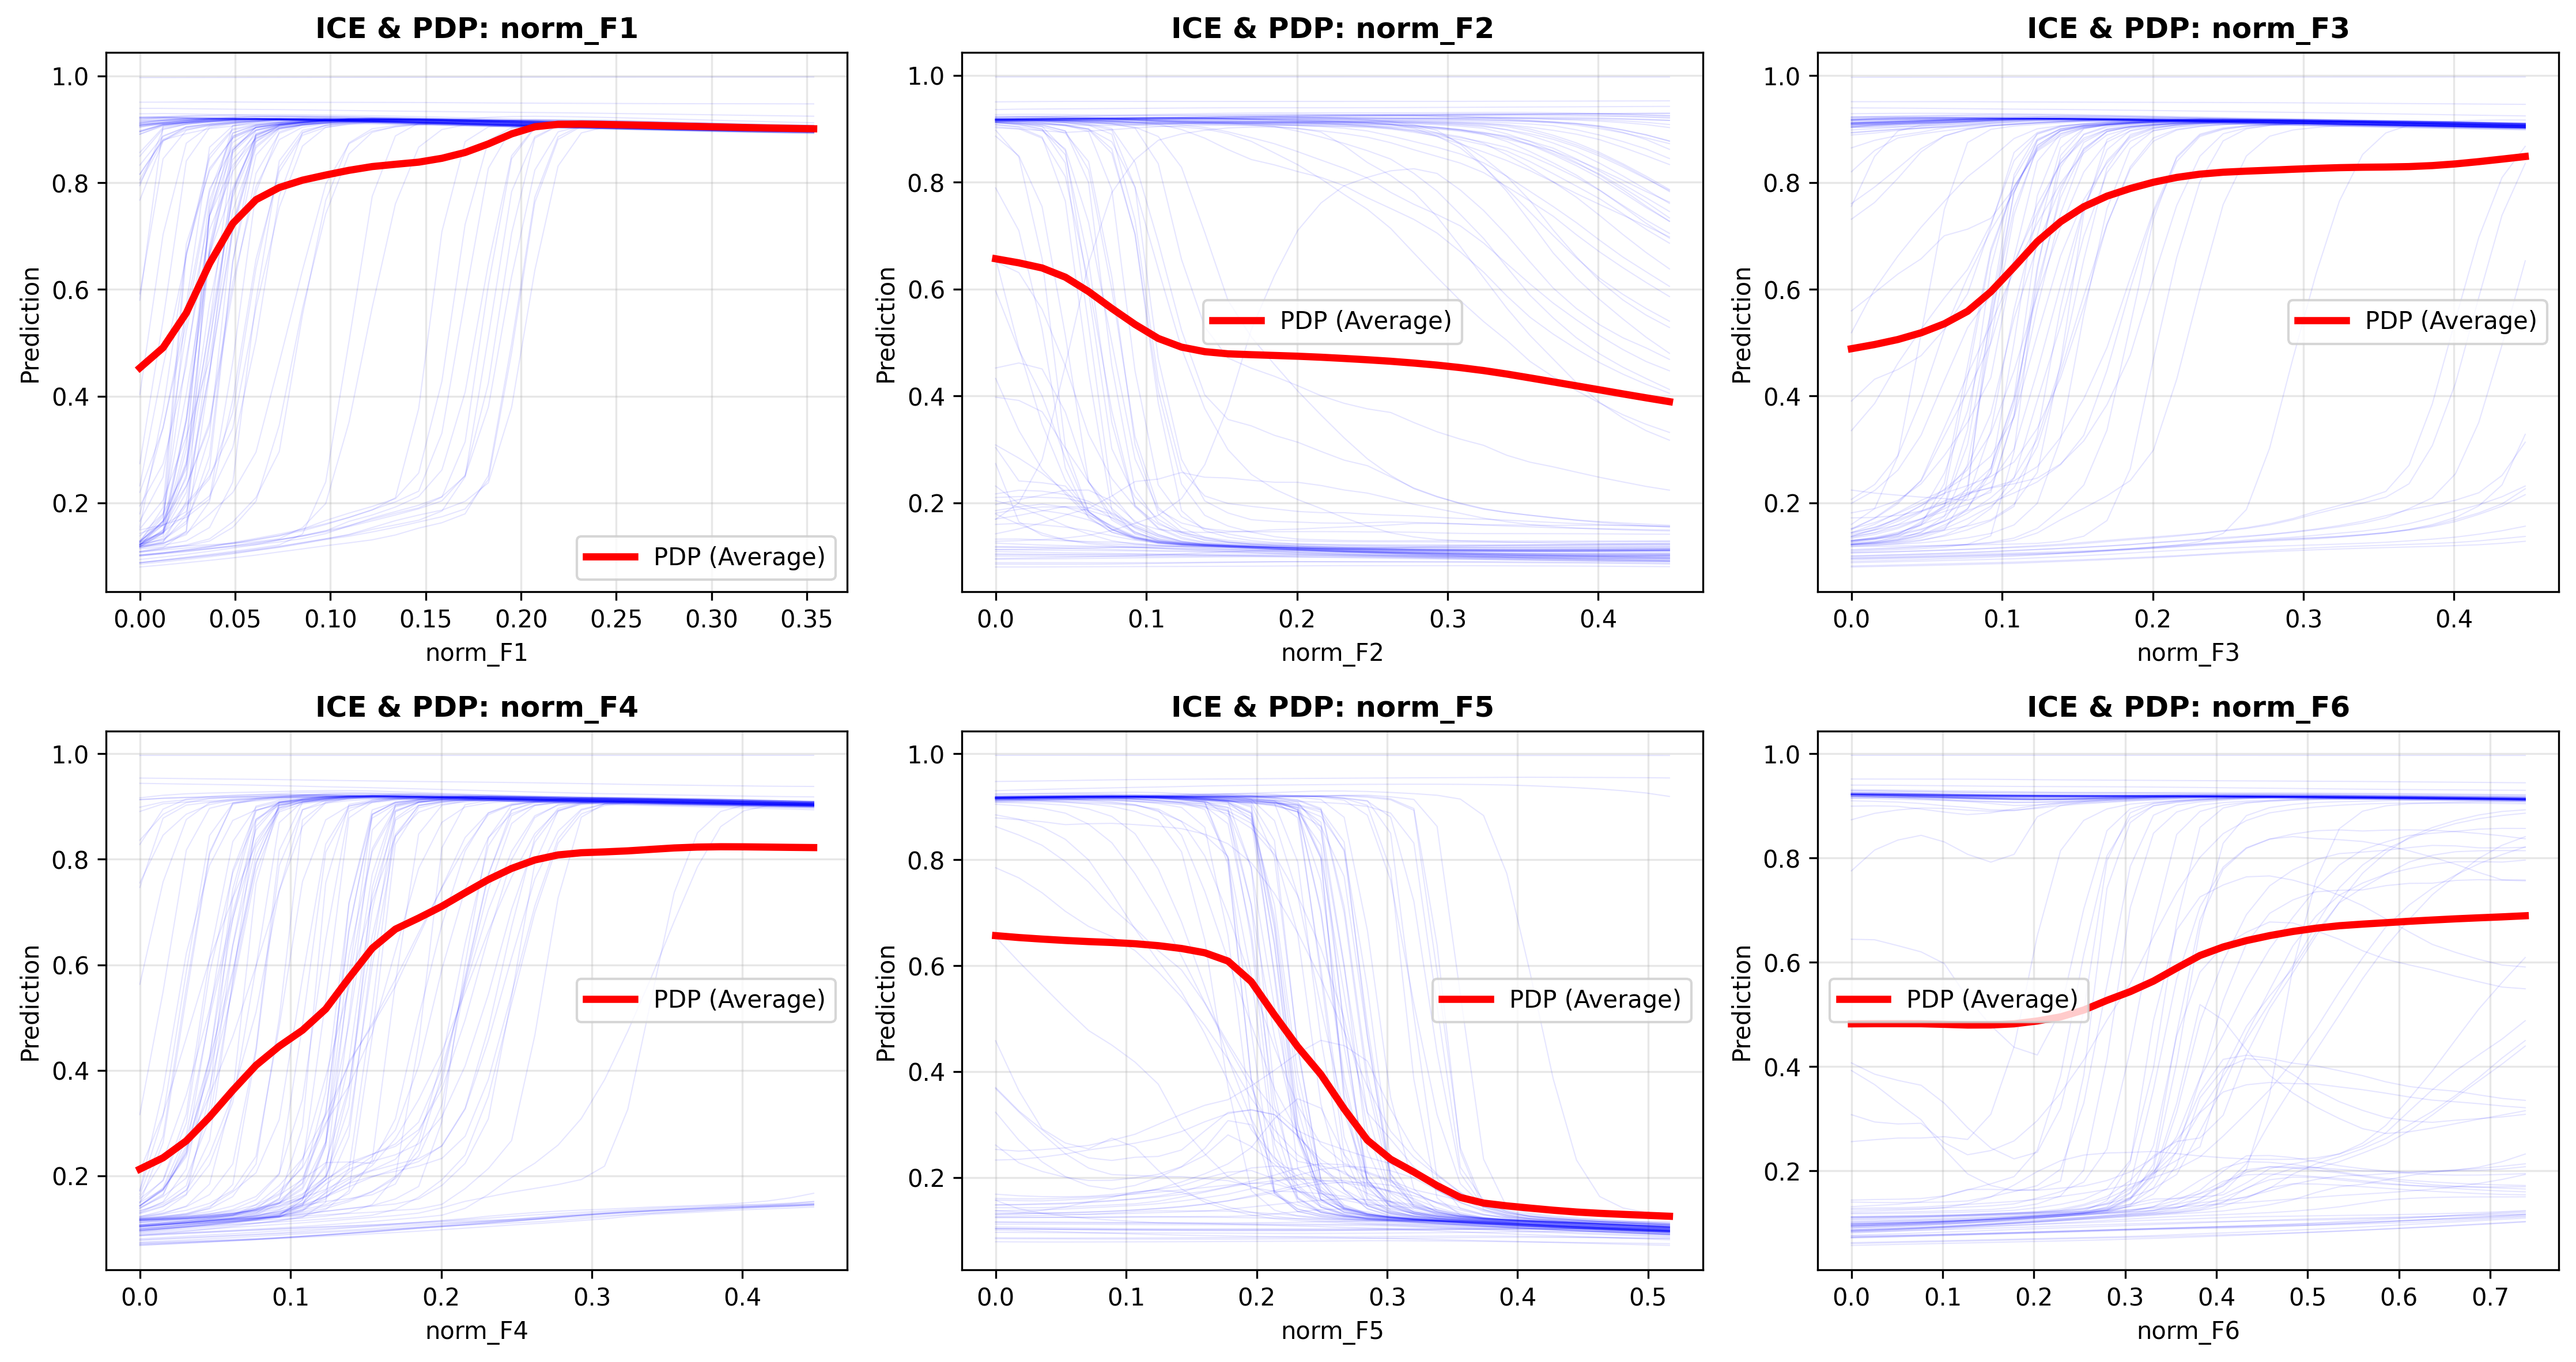 ICE & PDP: norm_F1
1.0
0.8
0.6
0.4
0.2
Prediction
PDP (Average)
0.00 0.05 0.10 0.15 0.20 0.25 0.30 0.35
norm_F1
ICE & PDP: norm_F2
1.0
0.8
0.6
0.4
0.2
Prediction
PDP (Average)
0.0 0.1 0.2 0.3 0.4
norm_F2
ICE & PDP: norm_F3
1.0
0.8
0.6
0.4
0.2
Prediction
PDP (Average)
0.0 0.1 0.2 0.3 0.4
norm_F3
ICE & PDP: norm_F4
1.0
0.8
0.6
0.4
0.2
Prediction
PDP (Average)
0.0 0.1 0.2 0.3 0.4
norm_F4
ICE & PDP: norm_F5
1.0
0.8
0.6
0.4
0.2
Prediction
PDP (Average)
0.0 0.1 0.2 0.3 0.4 0.5
norm_F5
ICE & PDP: norm_F6
1.0
0.8
0.6
0.4
0.2
Prediction
PDP (Average)
0.0 0.1 0.2 0.3 0.4 0.5 0.6 0.7
norm_F6